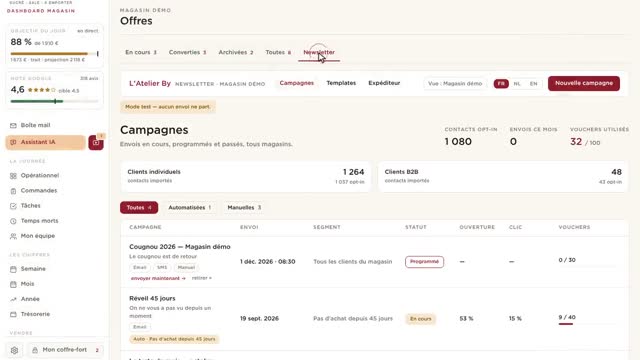 SUCRÉ · SALÉ · À EMPORTER
DASHBOARD MAGASIN
OBJECTIF DU JOUR
en direct
88 % de 1 910 €
NOTE GOOGLE
318 avis
4,6 ★★★★☆ cible 4.5
Boîte mail
Assistant IA
LA JOURNÉE
Opérationnel
Commandes
Tâches
Temps morts
Mon équipe
LES CHIFFRES
Semaine
Mois
Année
Trésorerie
VENDRE
Mon coffre-fort 2
MAGASIN DÉMO
Offres
En cours 3
Converties 3
Archivées 2
Toutes 8
Newsletter
L'Atelier By
NEWSLETTER · MAGASIN DÉMO
Campagnes
Templates
Expéditeur
Vue : Magasin démo
FR
NL
EN
Nouvelle campagne
Mode test — aucun envoi ne part.
Campagnes
Envois en cours, programmés et passés, tous magasins.
CONTACTS OPT-IN
1 080
ENVOIS CE MOIS
0
VOUCHERS UTILISÉS
32 / 100
Clients individuels
contacts importés
1 264
1 037 opt-in
Clients B2B
contacts importés
48
43 opt-in
Toutes 4
Automatisées 1
Manuelles 3
CAMPAGNE
ENVOI
SEGMENT
STATUT
OUVERTURE
CLIC
VOUCHERS
Cougnou 2026 — Magasin démo
Le cougnou est de retour
Email
SMS
Manuel
envoyer maintenant → retirer ×
1 déc. 2026 · 08:30
Tous les clients du magasin
Programmé
—
—
0 / 30
Réveil 45 jours
On ne vous a pas vu depuis un
moment
Email
Auto · Pas d'achat depuis 45 jours
19 sept. 2026
Pas d'achat depuis 45 jours
En cours
53 %
15 %
9 / 40